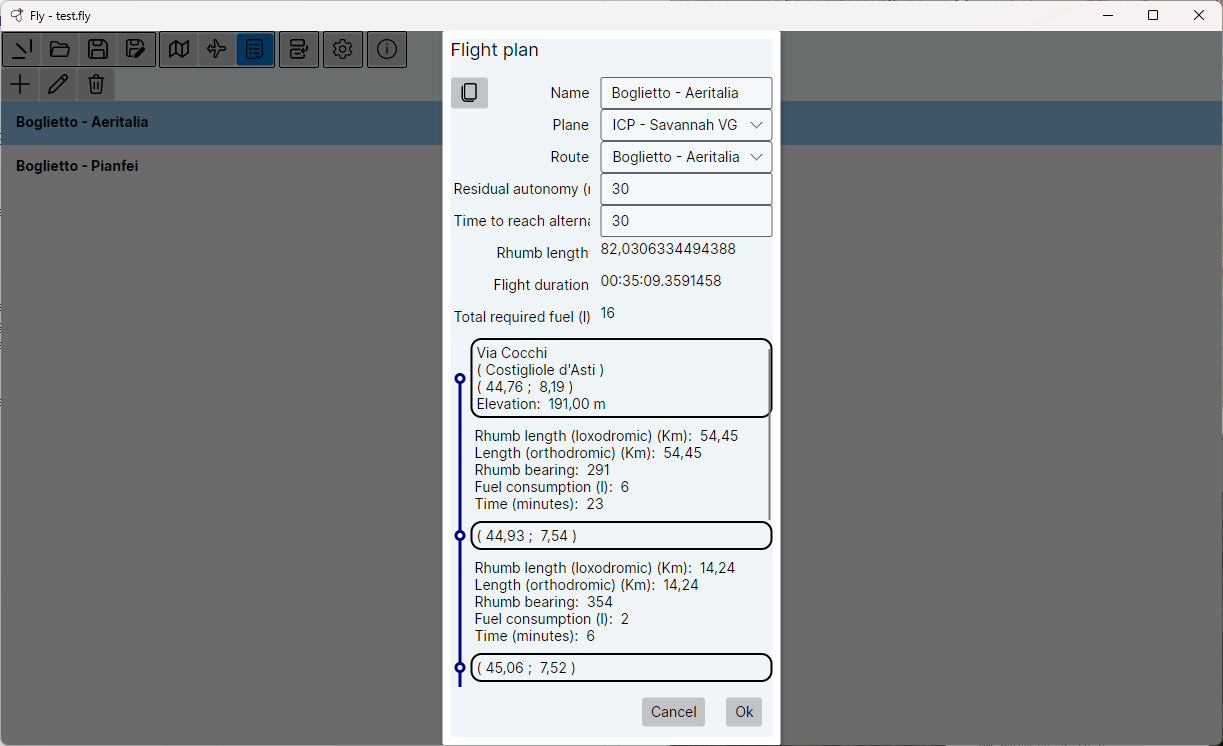 Fly - test.fly
Flight plan
Name Boglietto - Aeritalia
Plane ICP - Savannah VG
Route Boglietto - Aeritalia
Residual autonomy (
30
Time to reach
30
Rhumb length 82,0306334494388
Flight duration 00:35:09.3591458
Total required fuel (l) 16
Boglietto - Aeritalia
Boglietto - Pianfei
Via Cocchi
( Costigliole d'Asti )
( 44,76 ;  8,19 )
Elevation:  191,00 m
Rhumb length (loxodromic) (Km):  54,45
Length (orthodromic) (Km):  54,45
Rhumb bearing:  291
Fuel consumption (l):  6
Time (minutes):  23
( 44,93 ;  7,54 )
Rhumb length (loxodromic) (Km):  14,24
Length (orthodromic) (Km):  14,24
Rhumb bearing:  354
Fuel consumption (l):  2
Time (minutes):  6
( 45,06 ;  7,52 )
Cancel Ok